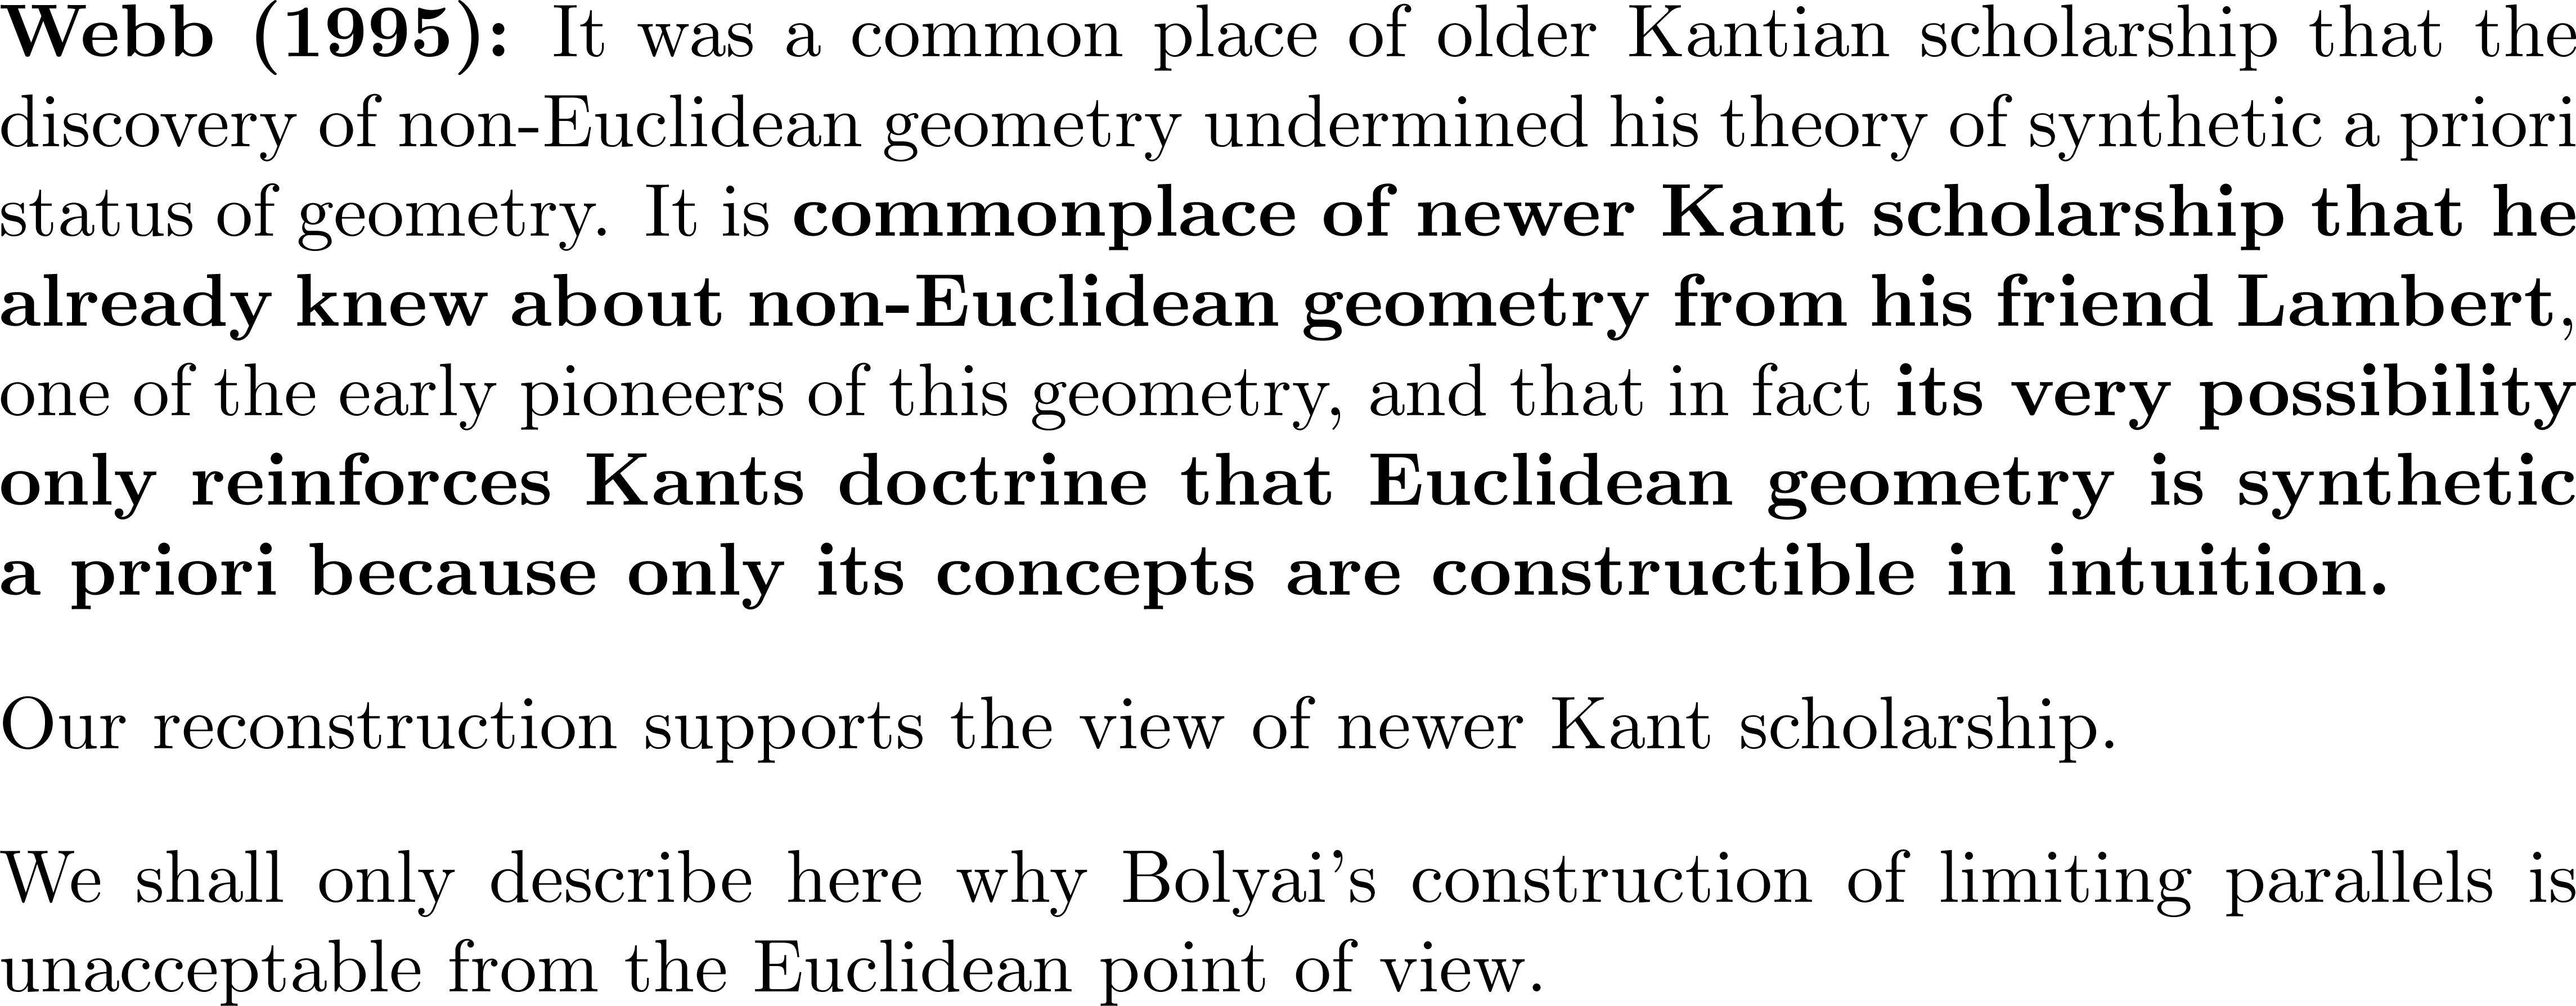 Webb (1995): It was a common place of older Kantian scholarship that the
discovery of non-Euclidean geometry undermined his theory of synthetic a priori
status of geometry. It is commonplace of newer Kant scholarship that he
already knew about non-Euclidean geometry from his friend Lambert,
one of the early pioneers of this geometry, and that in fact its very possibility
only reinforces Kants doctrine that Euclidean geometry is synthetic
a priori because only its concepts are constructible in intuition.
Our reconstruction supports the view of newer Kant scholarship.
We shall only describe here why Bolyai's construction of limiting parallels is
unacceptable from the Euclidean point of view.